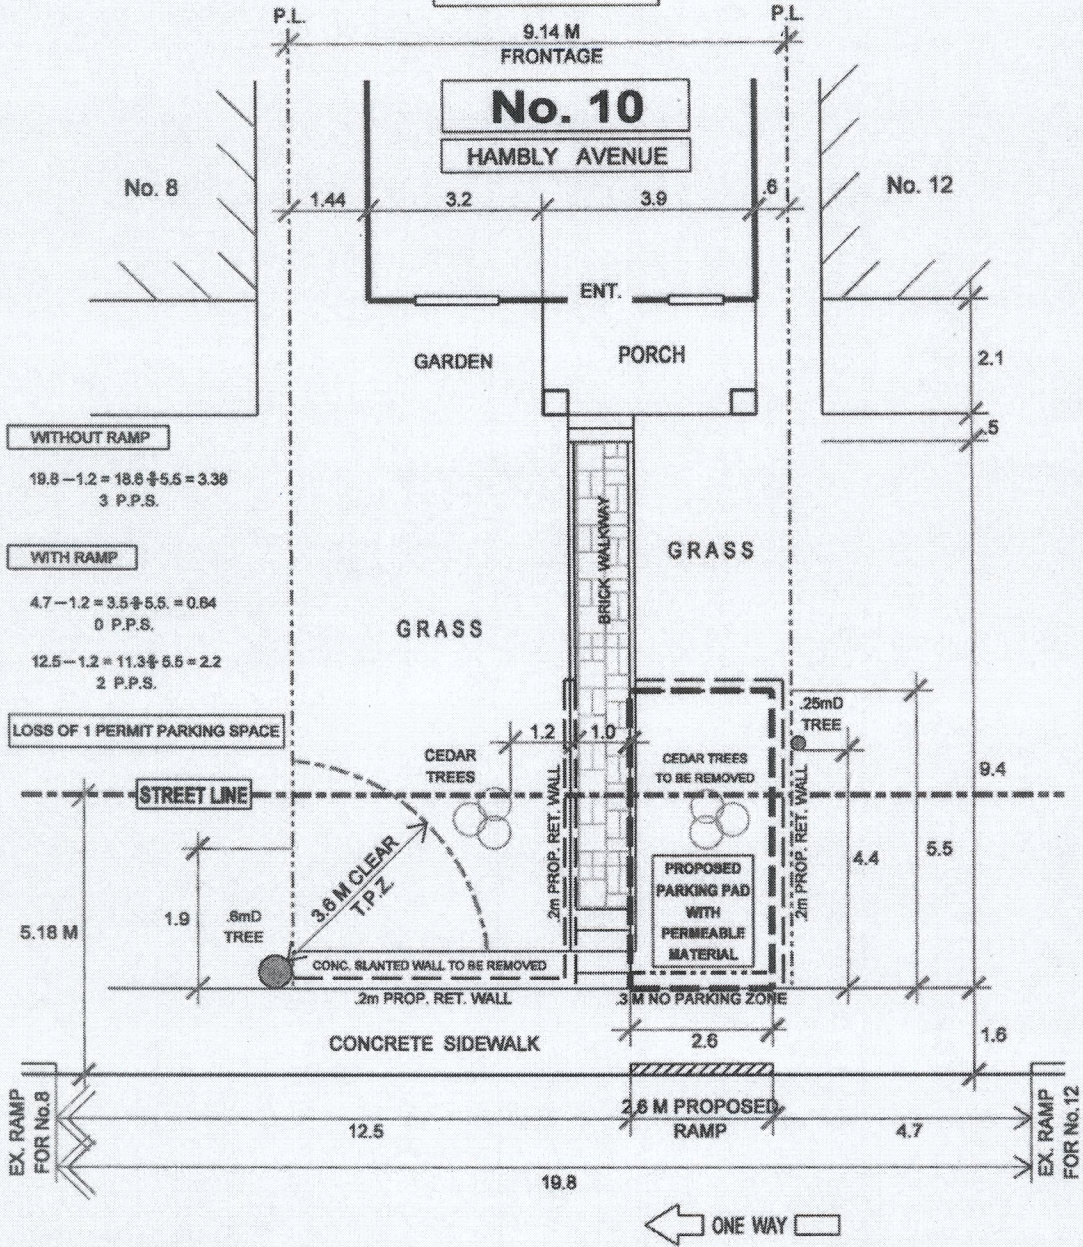 P.L.
P.L.
9.14 M
FRONTAGE
No. 10
HAMBLY AVENUE
No. 8
No. 12
1.44
3.2
3.9
.6
ENT.
GARDEN
PORCH
2.1
.5
WITHOUT RAMP
19.8 – 1.2 = 18.6 ÷ 5.5 = 3.38
3 P.P.S.
WITH RAMP
4.7 – 1.2 = 3.5 ÷ 5.5. = 0.64
0 P.P.S.
12.5 – 1.2 = 11.3 ÷ 5.5 = 2.2
2 P.P.S.
LOSS OF 1 PERMIT PARKING SPACE
BRICK WALKWAY
GRASS
GRASS
.25mD
TREE
1.2
1.0
CEDAR
TREES
CEDAR TREES
TO BE REMOVED
9.4
STREET LINE
.2m PROP. RET. WALL
.2m PROP. RET. WALL
3.6 M CLEAR
T.P.Z.
4.4
5.5
PROPOSED
PARKING PAD
WITH
PERMEABLE
MATERIAL
5.18 M
1.9
.6mD
TREE
CONC. SLANTED WALL TO BE REMOVED
.2m PROP. RET. WALL
.3 M NO PARKING ZONE
CONCRETE SIDEWALK
2.6
1.6
EX. RAMP
FOR No.8
2.6 M PROPOSED
RAMP
12.5
4.7
EX. RAMP
FOR No.12
19.8
ONE WAY